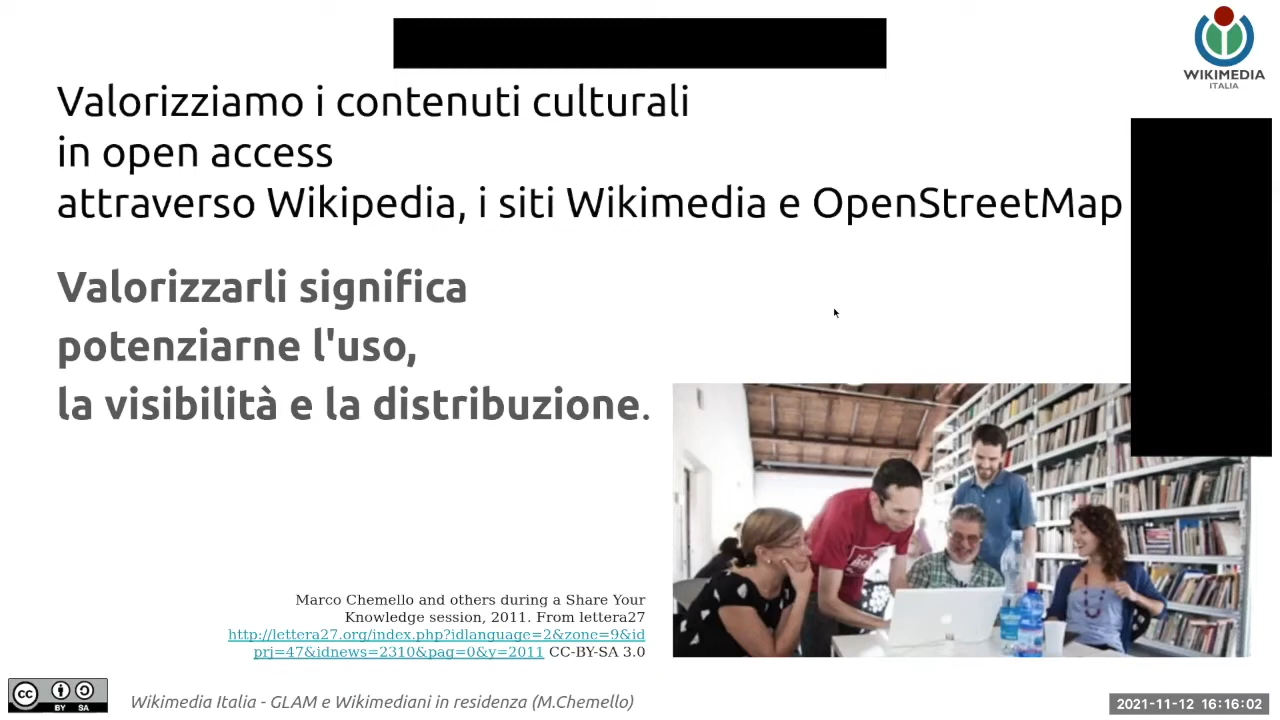 WIKIMEDIA
ITALIA
Valorizziamo i contenuti culturali
in open access
attraverso Wikipedia, i siti Wikimedia e OpenStreetMap
Valorizzarli significa
potenziarne l'uso,
la visibilità e la distribuzione.
Marco Chemello and others during a Share Your
Knowledge session, 2011. From lettera27
http://lettera27.org/index.php?idlanguage=2&zone=9&id
prj=47&idnews=2310&pag=0&y=2011 CC-BY-SA 3.0
cc BY SA
Wikimedia Italia - GLAM e Wikimediani in residenza (M.Chemello)
2021-11-12 16:16:02